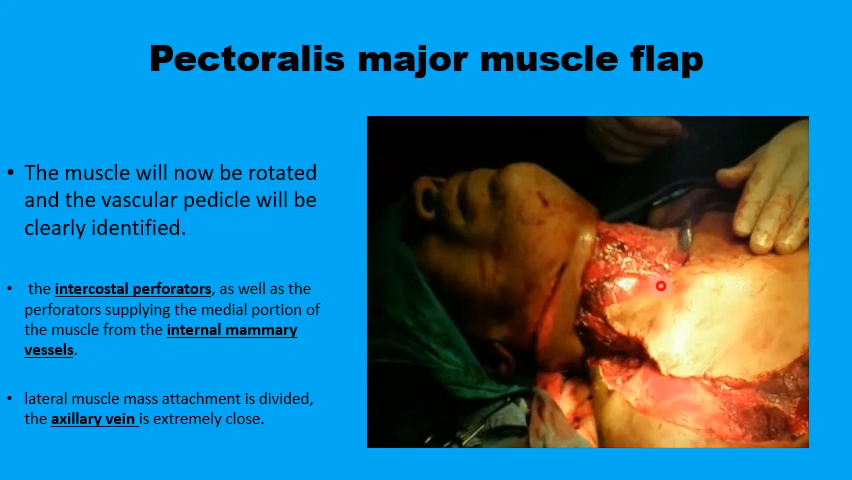 Pectoralis major muscle flap
• The muscle will now be rotated
and the vascular pedicle will be
clearly identified.
• the intercostal perforators, as well as the
perforators supplying the medial portion of
the muscle from the internal mammary
vessels.
• lateral muscle mass attachment is divided,
the axillary vein is extremely close.